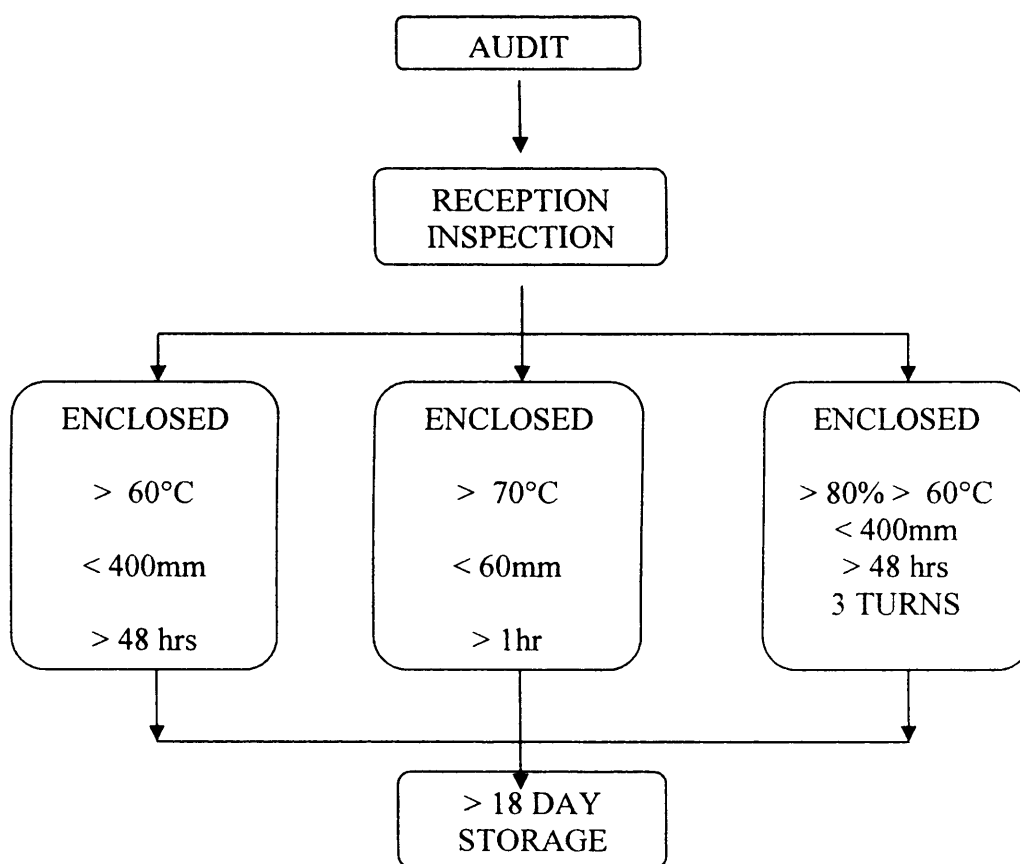 AUDIT
RECEPTION
INSPECTION
ENCLOSED
> 60°C
< 400mm
> 48 hrs
ENCLOSED
> 70°C
< 60mm
> 1hr
ENCLOSED
> 80% > 60°C
< 400mm
> 48 hrs
3 TURNS
> 18 DAY
STORAGE